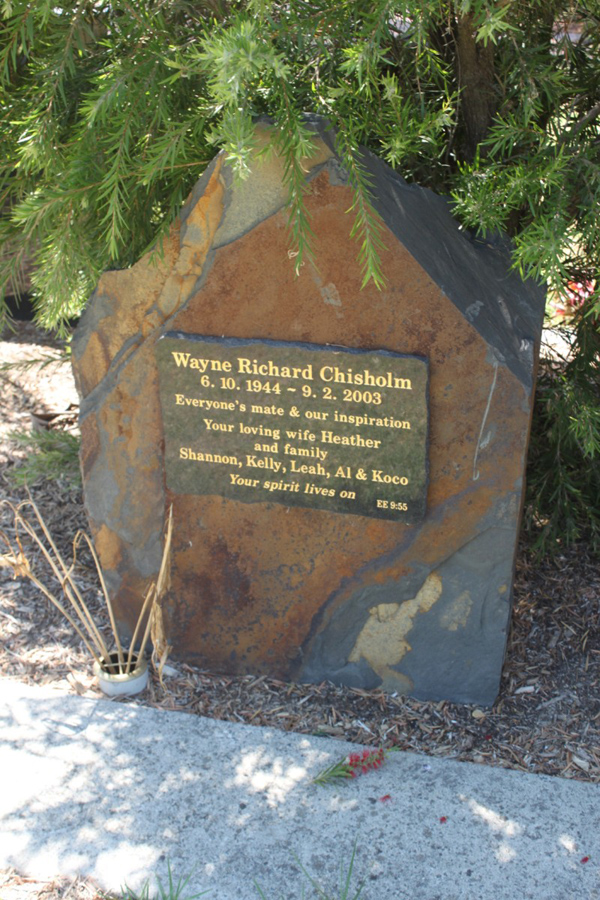 Wayne Richard Chisholm
6. 10. 1944 ~ 9. 2. 2003
Everyone's mate & our inspiration
Your loving wife Heather
and family
Shannon, Kelly, Leah, Al & Koco
Your spirit lives on
EE 9:55